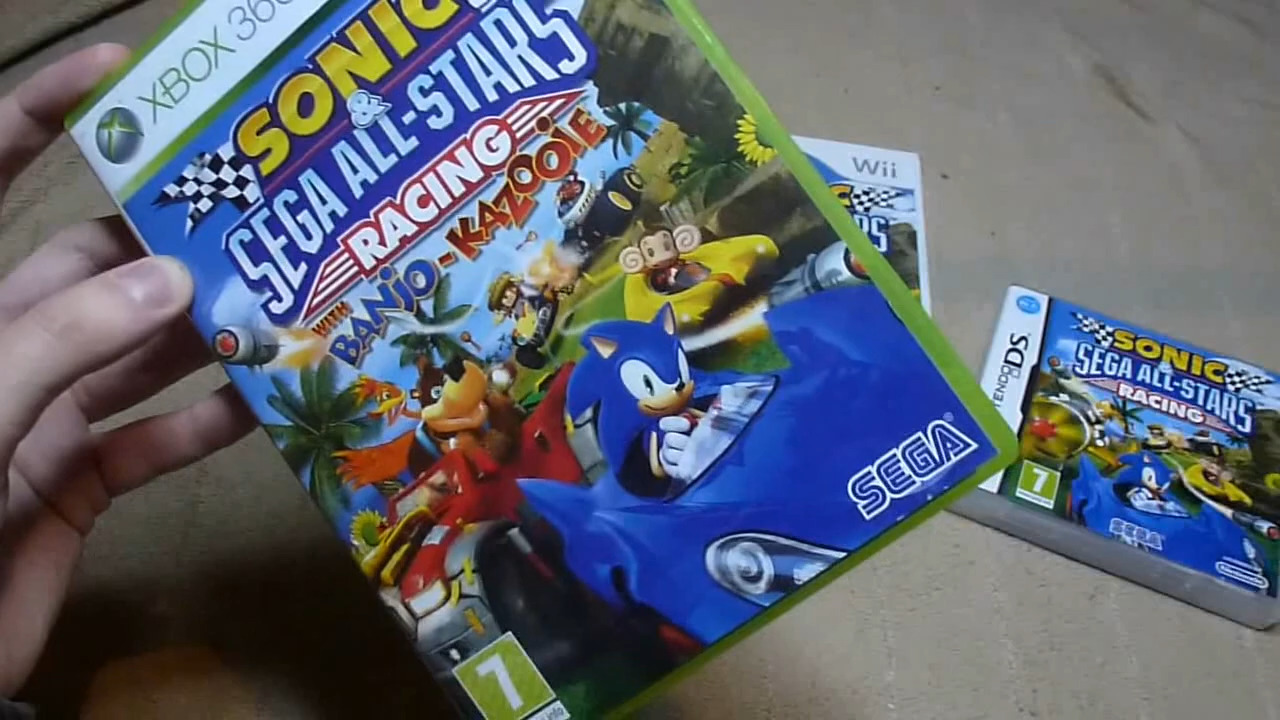 XBOX 360
SONIC
&
SEGA ALL-STARS
RACING
WITH
BANJO-KAZOOIE
SEGA
7
Wii
SONIC
SEGA ALL-STARS
RACING
7
SEGA
Nintendo